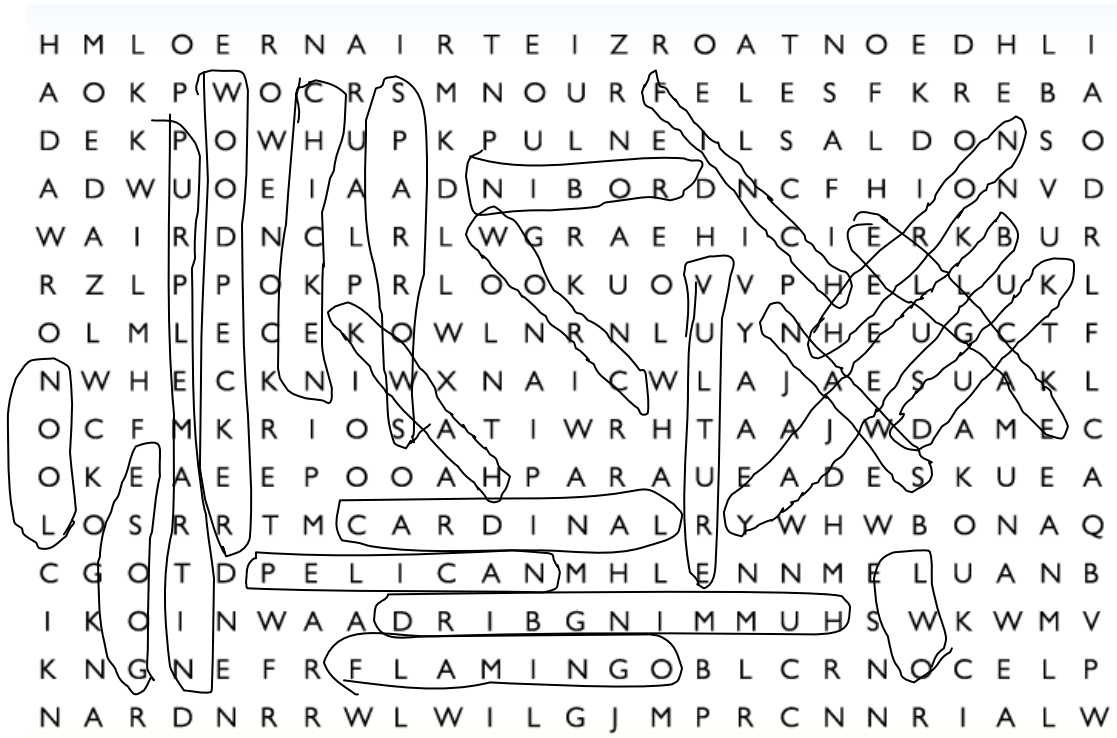 H M L O E R N A I R T E I Z R O A T N O E D H L I
A O K P W O C R S M N O U R F E L E S F K R E B A
D E K P O W H U P K P U L N E I L S A L D O N S O
A D W U O E I A A D N I B O R D N C F H I O N V D
W A I R D N C L R L W G R A E H I C I E R K B U R
R Z L P P O K P R L O O K U O V V P H E L L U K L
O L M L E C E K O W L N R N L U Y N H E U G C T F
N W H E C K N I W X N A I C W L A J A E S U A K L
O C F M K R I O S A T I W R H T A A J W D A M E C
O K E A E E P O O A H P A R A U E A D E S K U E A
L O S R R T M C A R D I N A L R Y W H W B O N A Q
C G O T D P E L I C A N M H L E N N M E L U A N B
I K O I N W A A D R I B G N I M M U H S W K W M V
K N G N E F R F L A M I N G O B L C R N O C E L P
N A R D N R R W L W I L G J M P R C N N R I A L W